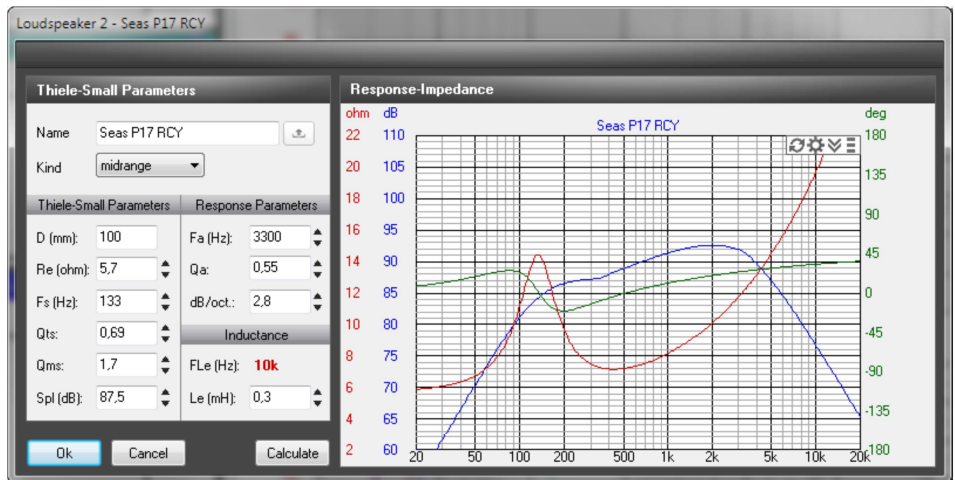 Loudspeaker 2 - Seas P17 RCY
Thiele-Small Parameters
Name Seas P17 RCY
Kind midrange
Thiele-Small Parameters Response Parameters
D (mm): 100 Fa (Hz): 3300
Re (ohm): 5,7 Qa: 0,55
Fs (Hz): 133 dB/oct.: 2,8
Qts: 0,69 Inductance
Qms: 1,7 FLe (Hz): 10k
Spl (dB): 87,5 Le (mH): 0,3
Ok Cancel Calculate
Response-Impedance
ohm dB deg
Seas P17 RCY
22 110 180
20 105
135
18 100
90
16 95
45
14 90
12 85 0
10 80
-45
8 75
-90
6 70
-135
4 65
2 60 -180
20 50 100 200 500 1k 2k 5k 10k 20k